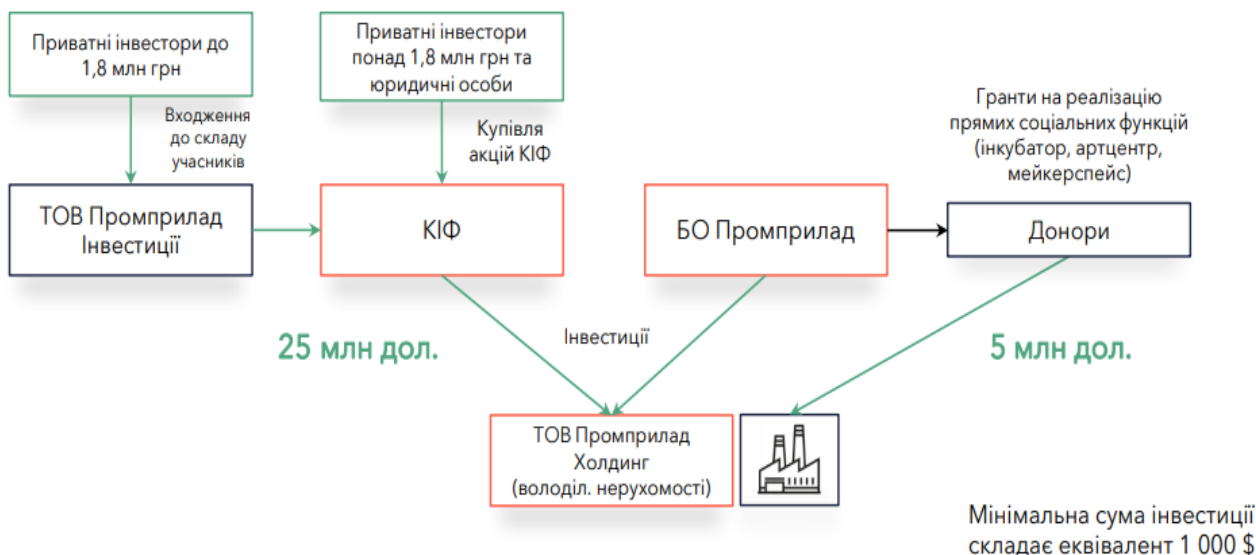 Приватні інвестори до
1,8 млн грн
Приватні інвестори
понад 1,8 млн грн та
юридичні особи
Входження
до складу
учасників
Купівля
акцій КІФ
Гранти на реалізацію
прямих соціальних функцій
(інкубатор, артцентр,
мейкерспейс)
ТОВ Промприлад
Інвестиції
КІФ
БО Промприлад
Донори
25 млн дол.
Інвестиції
5 млн дол.
ТОВ Промприлад
Холдинг
(володіл. нерухомості)
Мінімальна сума інвестиції
складає еквівалент 1 000 $